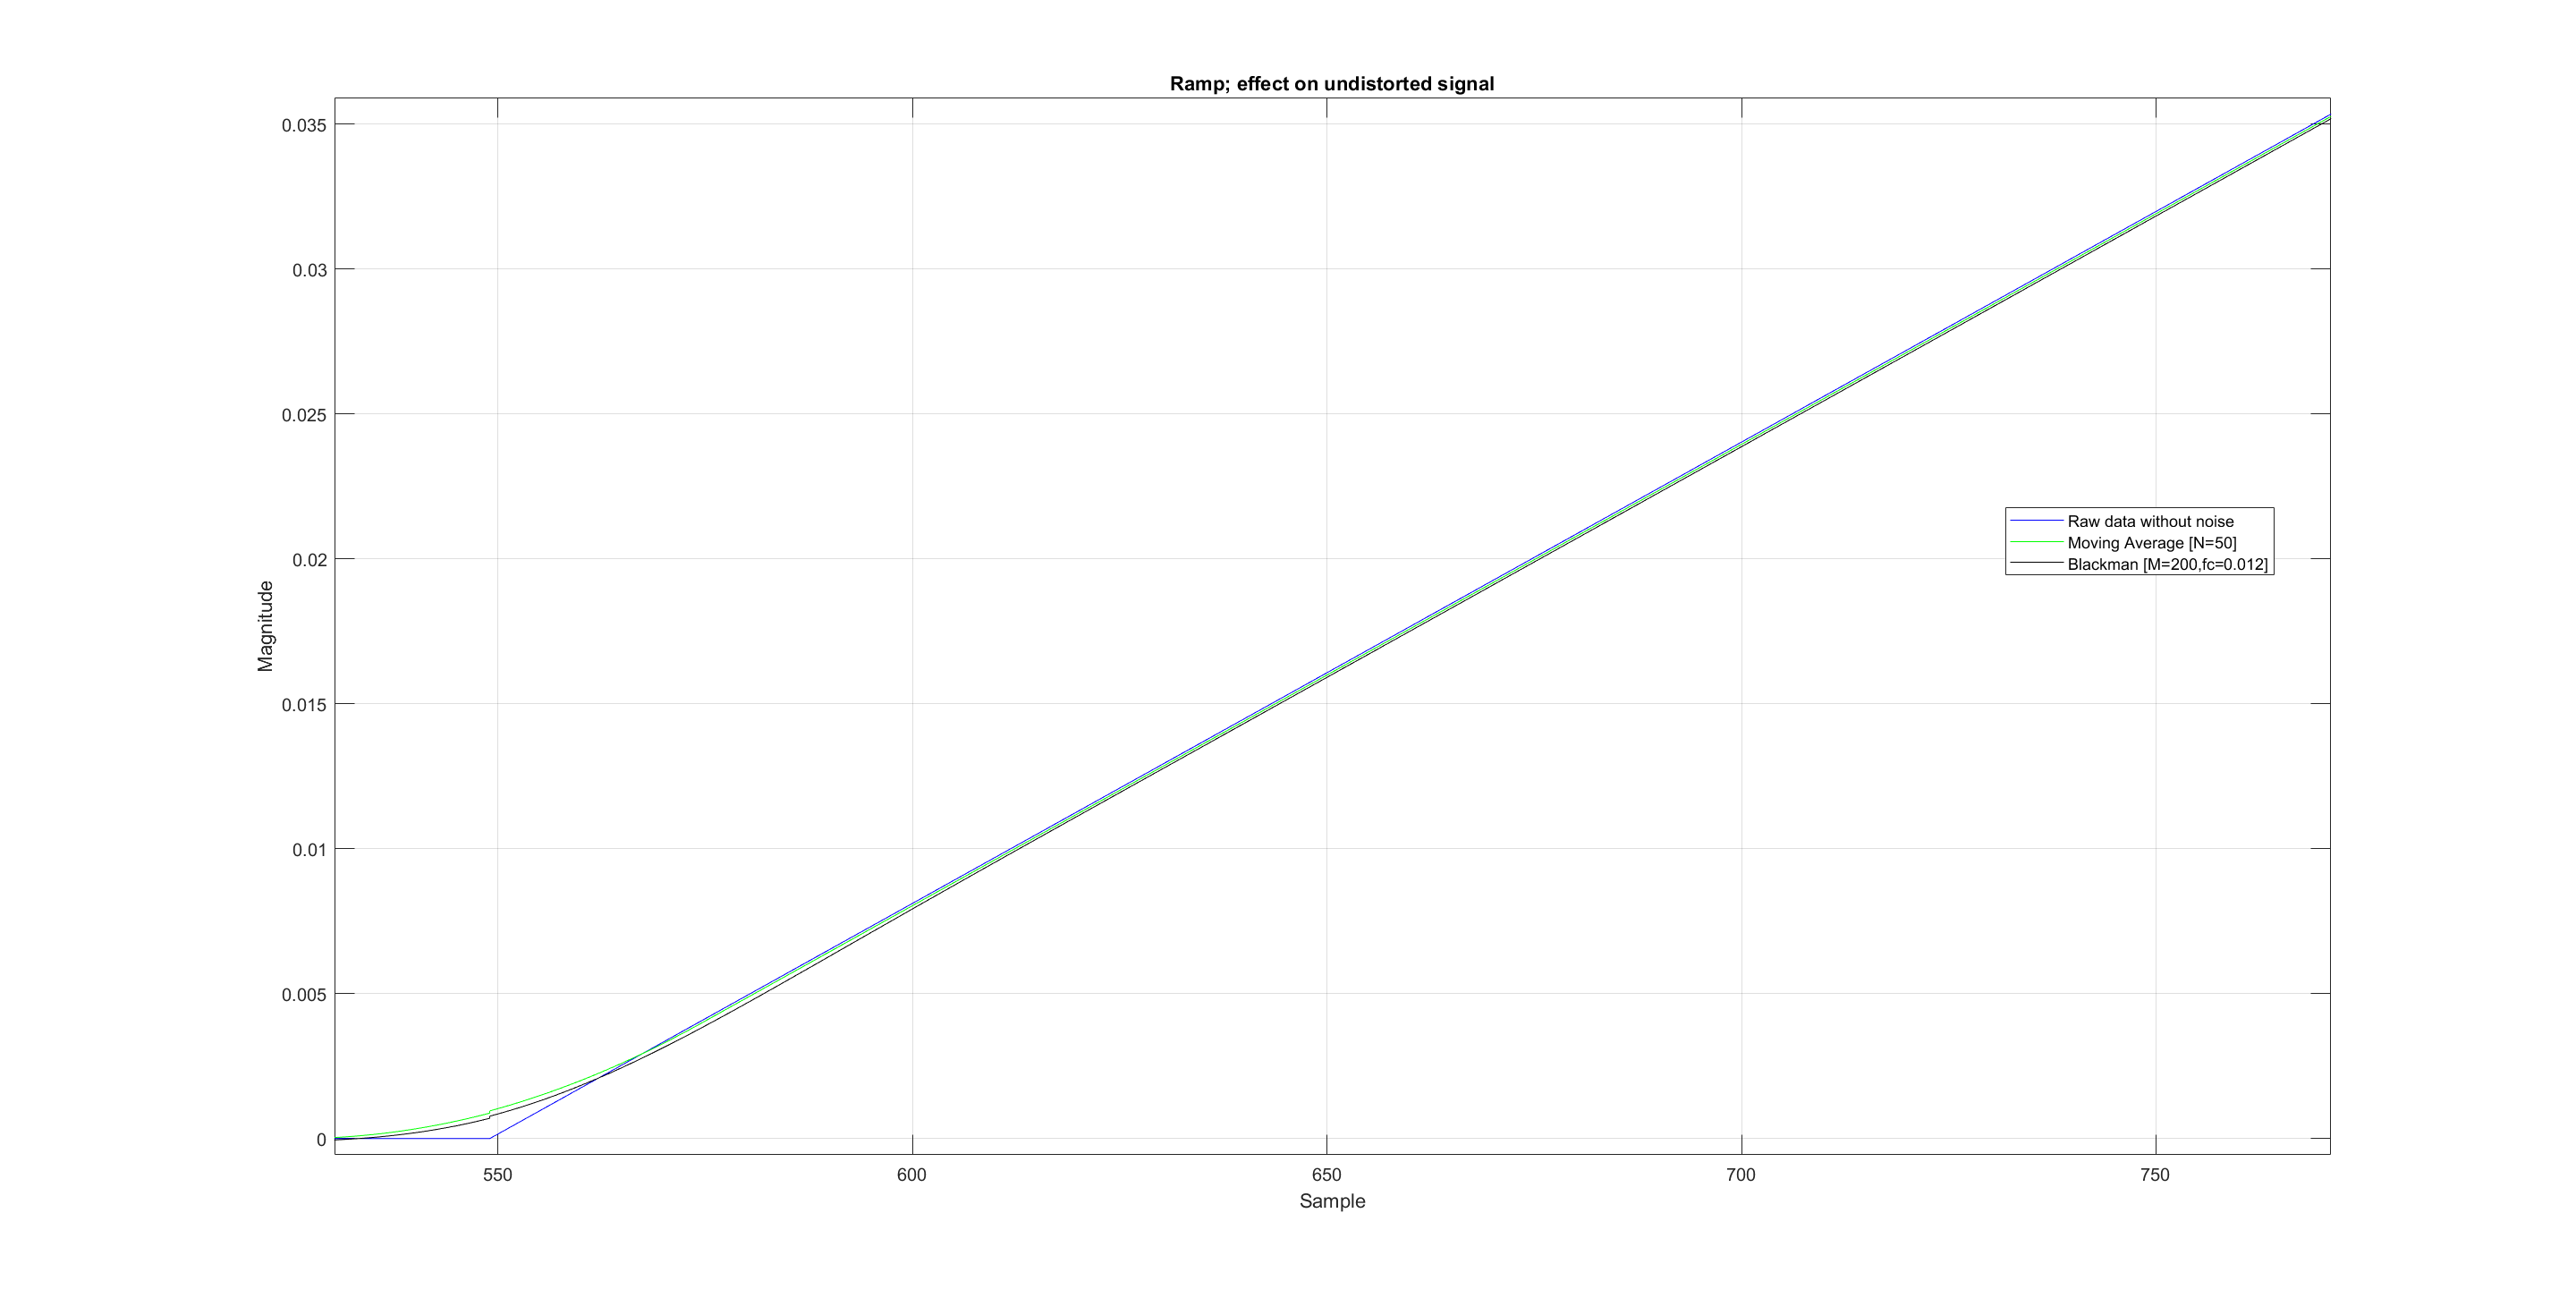 Ramp; effect on undistorted signal
0.035
0.03
0.025
0.02
0.015
0.01
0.005
0
Magnitude
Raw data without noise
Moving Average [N=50]
Blackman [M=200,fc=0.012]
550 600 650 700 750
Sample